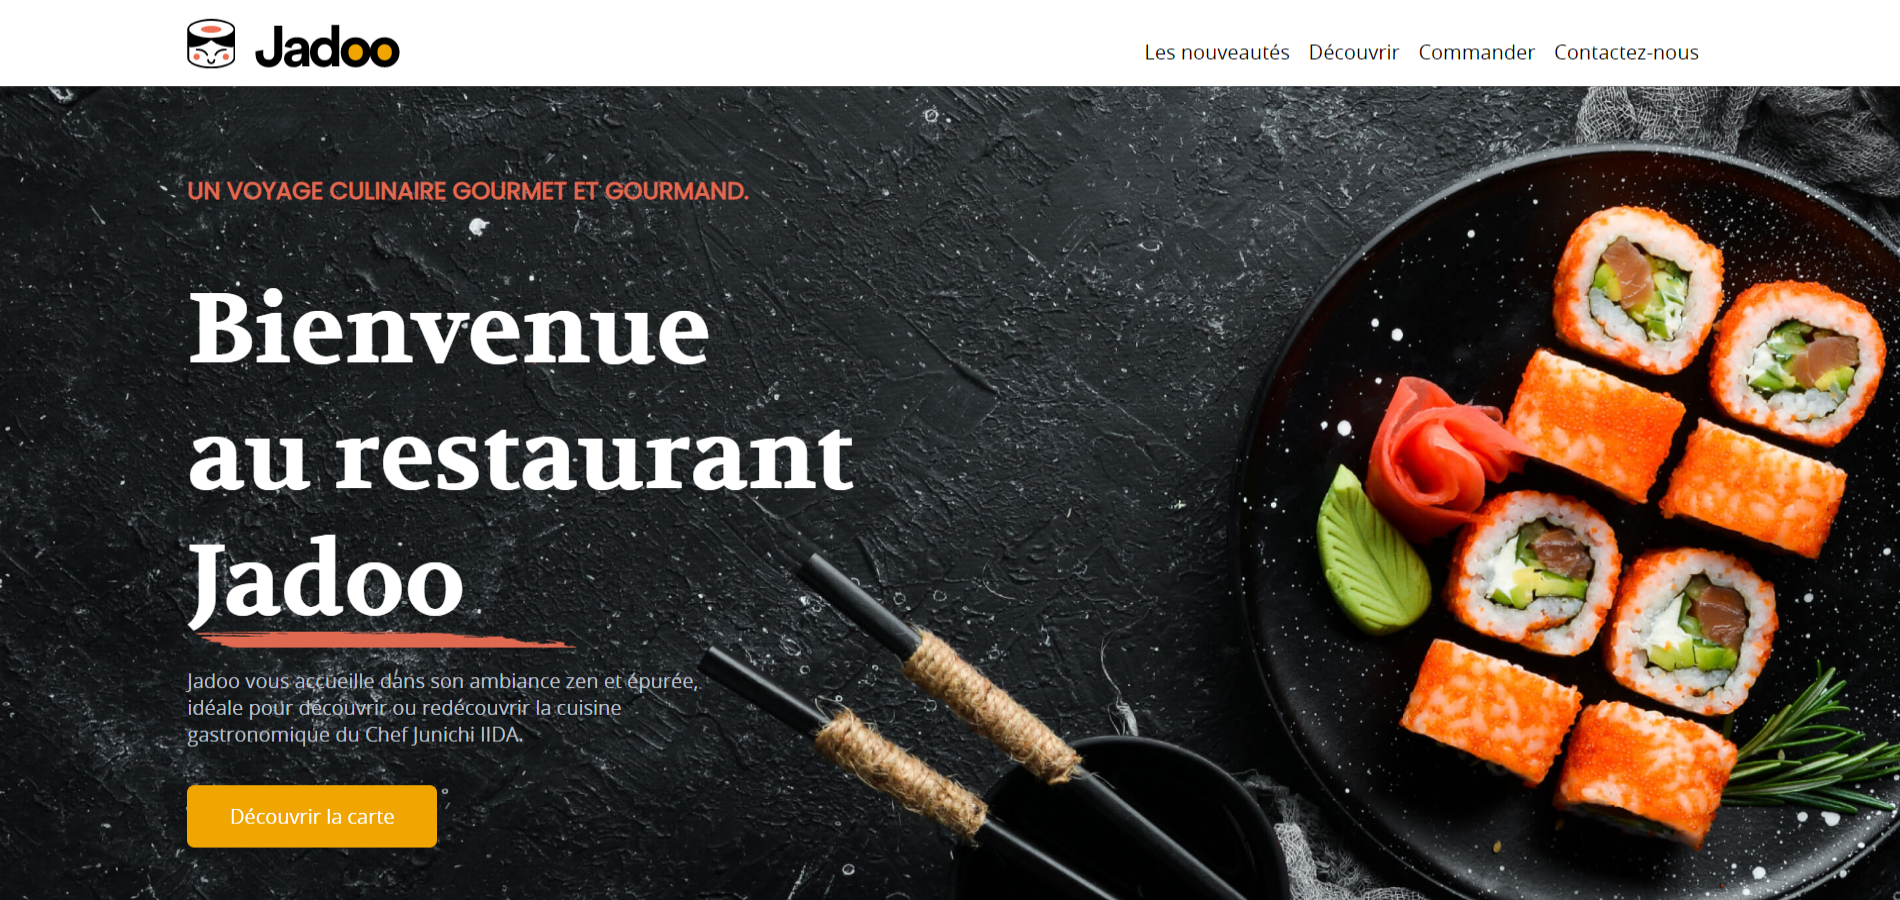 Jadoo
Les nouveautés Découvrir Commander Contactez-nous
UN VOYAGE CULINAIRE GOURMET ET GOURMAND.
Bienvenue
au restaurant
Jadoo
Jadoo vous accueille dans son ambiance zen et épurée,
idéale pour découvrir ou redécouvrir la cuisine
gastronomique du Chef Junichi IIDA.
Découvrir la carte